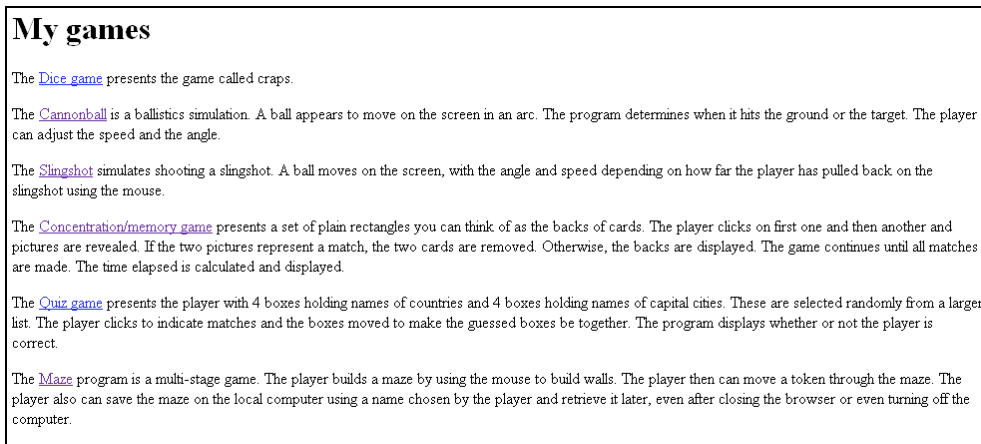 My games
The Dice game presents the game called craps.
The Cannonball is a ballistics simulation. A ball appears to move on the screen in an arc. The program determines when it hits the ground or the target. The player
can adjust the speed and the angle.
The Slingshot simulates shooting a slingshot. A ball moves on the screen, with the angle and speed depending on how far the player has pulled back on the
slingshot using the mouse.
The Concentration/memory game presents a set of plain rectangles you can think of as the backs of cards. The player clicks on first one and then another and
pictures are revealed. If the two pictures represent a match, the two cards are removed. Otherwise, the backs are displayed. The game continues until all matches
are made. The time elapsed is calculated and displayed.
The Quiz game presents the player with 4 boxes holding names of countries and 4 boxes holding names of capital cities. These are selected randomly from a larger
list. The player clicks to indicate matches and the boxes moved to make the guessed boxes be together. The program displays whether or not the player is
correct.
The Maze program is a multi-stage game. The player builds a maze by using the mouse to build walls. The player then can move a token through the maze. The
player also can save the maze on the local computer using a name chosen by the player and retrieve it later, even after closing the browser or even turning off the
computer.